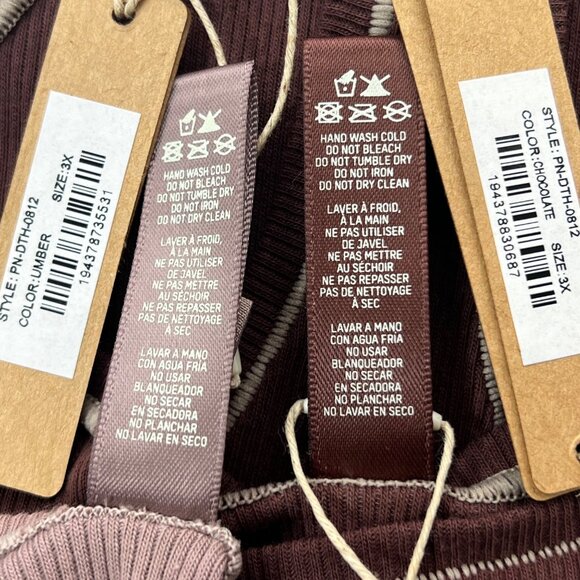 STYLE: PN-DTH-0812
COLOR:UMBER SIZE:3X
194378735531
HAND WASH COLD
DO NOT BLEACH
DO NOT TUMBLE DRY
DO NOT IRON
DO NOT DRY CLEAN
LAVER À FROID,
À LA MAIN
NE PAS UTILISER
DE JAVEL
NE PAS METTRE
AU SÉCHOIR
NE PAS REPASSER
PAS DE NETTOYAGE
À SEC
LAVAR A MANO
CON AGUA FRÍA
NO USAR
BLANQUEADOR
NO SECAR
EN SECADORA
NO PLANCHAR
NO LAVAR EN SECO
HAND WASH COLD
DO NOT BLEACH
DO NOT TUMBLE DRY
DO NOT IRON
DO NOT DRY CLEAN
LAVER À FROID,
À LA MAIN
NE PAS UTILISER
DE JAVEL
NE PAS METTRE
AU SÉCHOIR
NE PAS REPASSER
PAS DE NETTOYAGE
À SEC
LAVAR A MANO
CON AGUA FRÍA
NO USAR
BLANQUEADOR
NO SECAR
EN SECADORA
NO PLANCHAR
NO LAVAR EN SECO
STYLE: PN-DTH-0812
COLOR:CHOCOLATE SIZE:3X
194378830687